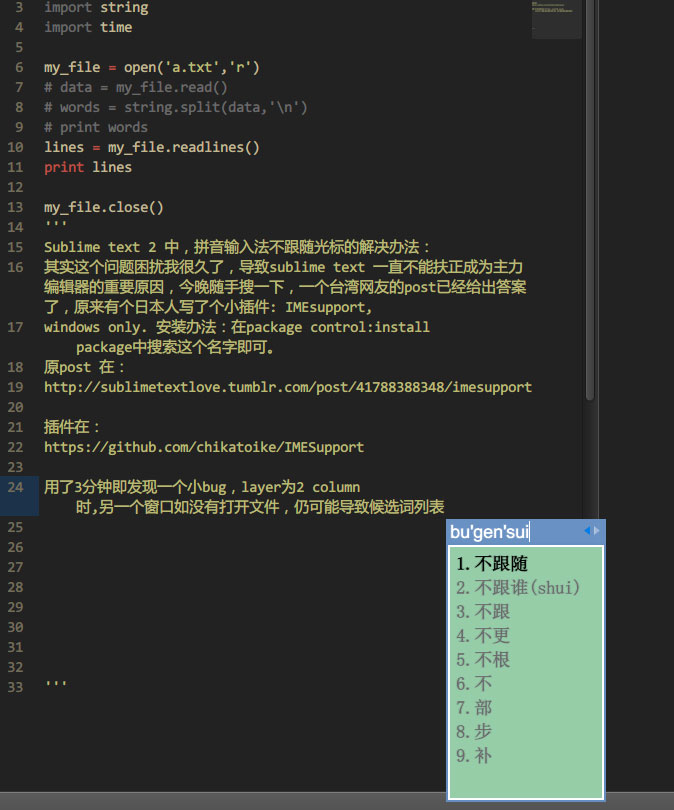 3 import string
4 import time
5
6 my_file = open('a.txt','r')
7 # data = my_file.read()
8 # words = string.split(data,'\n')
9 # print words
10 lines = my_file.readlines()
11 print lines
12
13 my_file.close()
14 '''
15 Sublime text 2 中，拼音输入法不跟随光标的解决办法：
16 其实这个问题困扰我很久了，导致sublime text 一直不能扶正成为主力
编辑器的重要原因，今晚随手搜一下，一个台湾网友的post已经给出答案
了，原来有个日本人写了个小插件: IMEsupport,
17 windows only. 安装办法：在package control:install
package中搜索这个名字即可。
18 原post 在：
19 http://sublimetextlove.tumblr.com/post/41788388348/imesupport
20
21 插件在：
22 https://github.com/chikatoike/IMESupport
23
24 用了3分钟即发现一个小bug，layer为2 column
时,另一个窗口如没有打开文件，仍可能导致候选词列表
25
26
27
28
29
30
31
32
33 '''
bu'gen'sui
1.不跟随
2.不跟谁(shui)
3.不跟
4.不更
5.不根
6.不
7.部
8.步
9.补